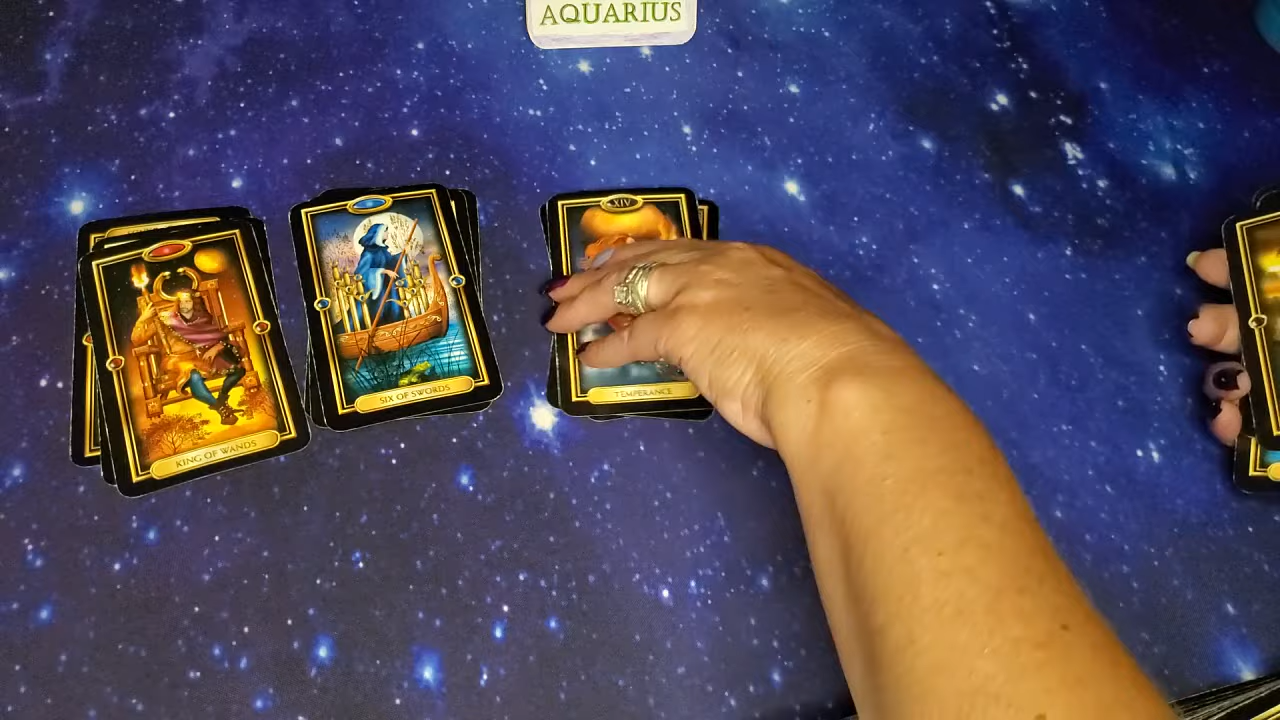 AQUARIUS
XIV
KING OF WANDS
SIX OF SWORDS
TEMPERANCE